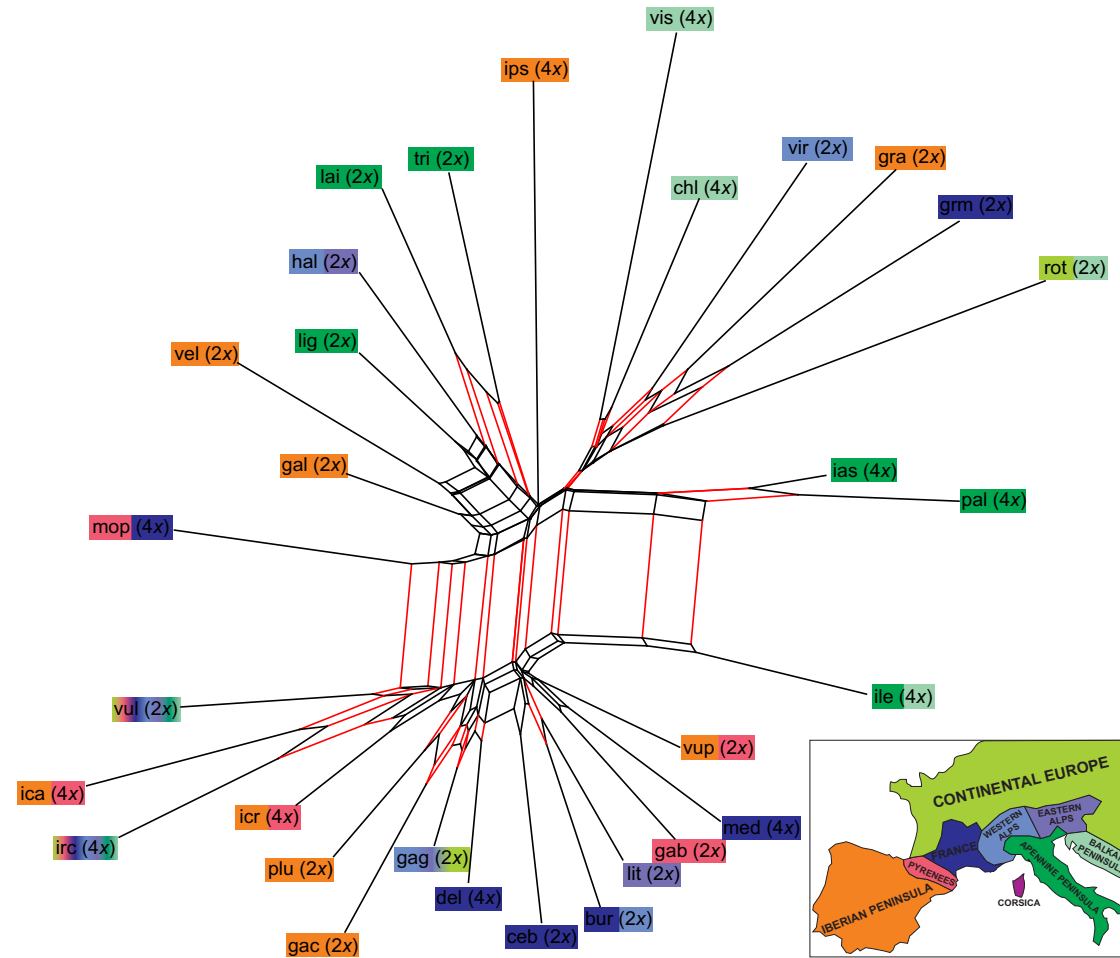 vis (4x)
ips (4x)
vir (2x)
gra (2x)
tri (2x)
lai (2x)
chl (4x)
grm (2x)
hal (2x)
rot (2x)
lig (2x)
vel (2x)
gal (2x)
ias (4x)
pal (4x)
mop (4x)
ile (4x)
vul (2x)
vup (2x)
ica (4x)
icr (4x)
med (4x)
irc (4x)
gab (2x)
gag (2x)
plu (2x)
lit (2x)
del (4x)
bur (2x)
ceb (2x)
gac (2x)
CONTINENTAL EUROPE
WESTERN
ALPS
EASTERN
ALPS
FRANCE
BALKAN
PENINSULA
PYRENEES
APENNINE PENINSULA
CORSICA
IBERIAN PENINSULA